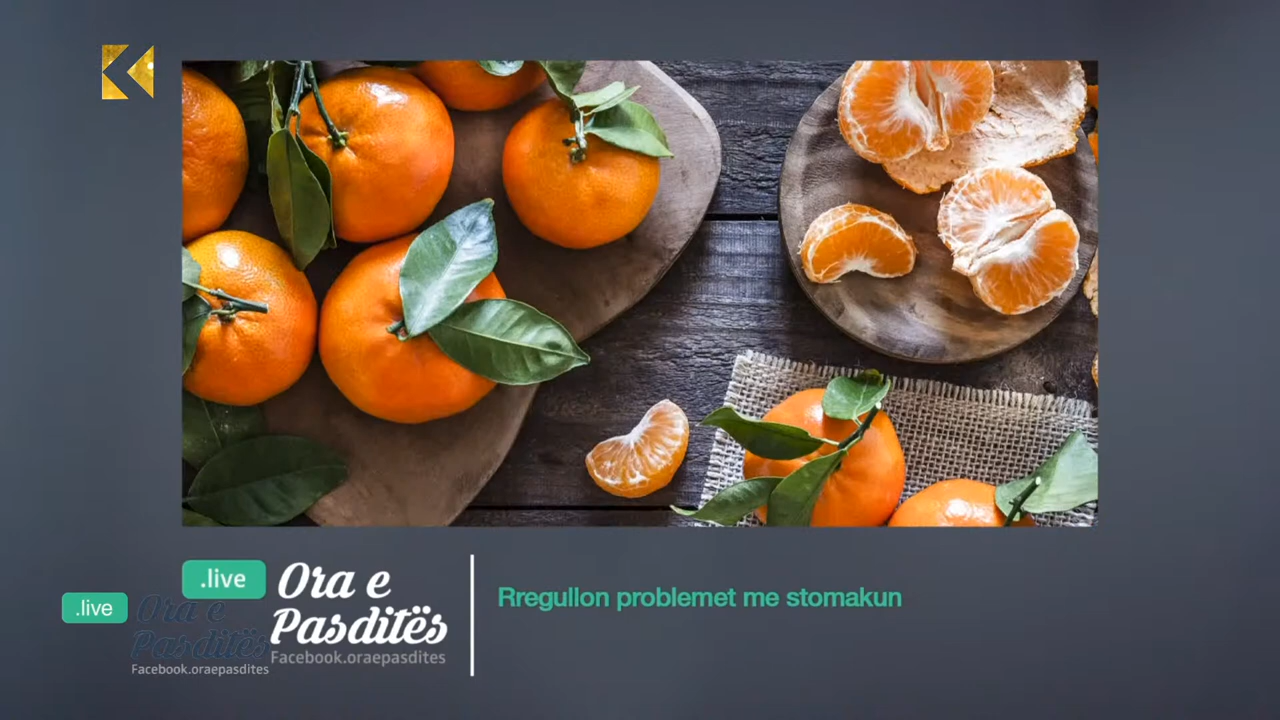 .live
Ora e
Pasditës
Facebook.oraepasdites
Rregullon problemet me stomakun
.live
Ora e
Pasditës
Facebook.oraepasdites